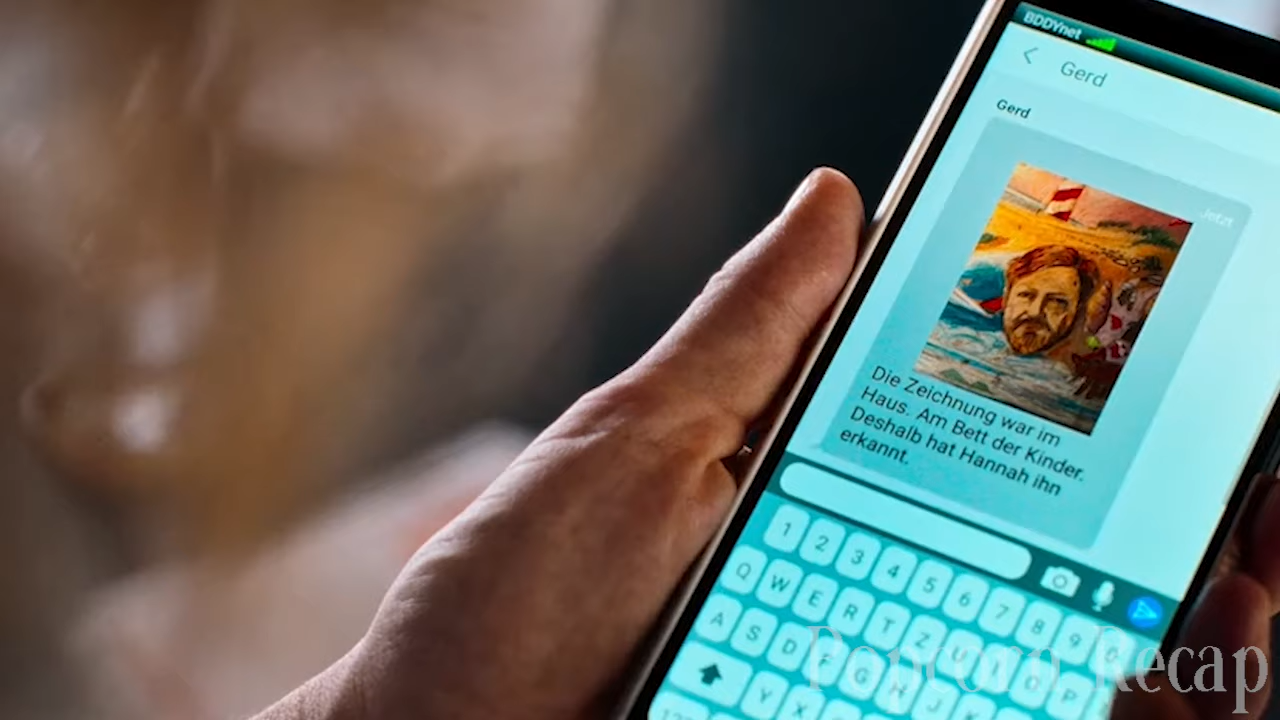 BDDYnet
Gerd
Gerd
Jetzt
Die Zeichnung war im
Haus. Am Bett der Kinder.
Deshalb hat Hannah ihn
erkannt.
1 2 3 4 5 6 7 8 9 0
Q W E R T Z U I O P
A S D F G H
Y X
Popcorn Recap